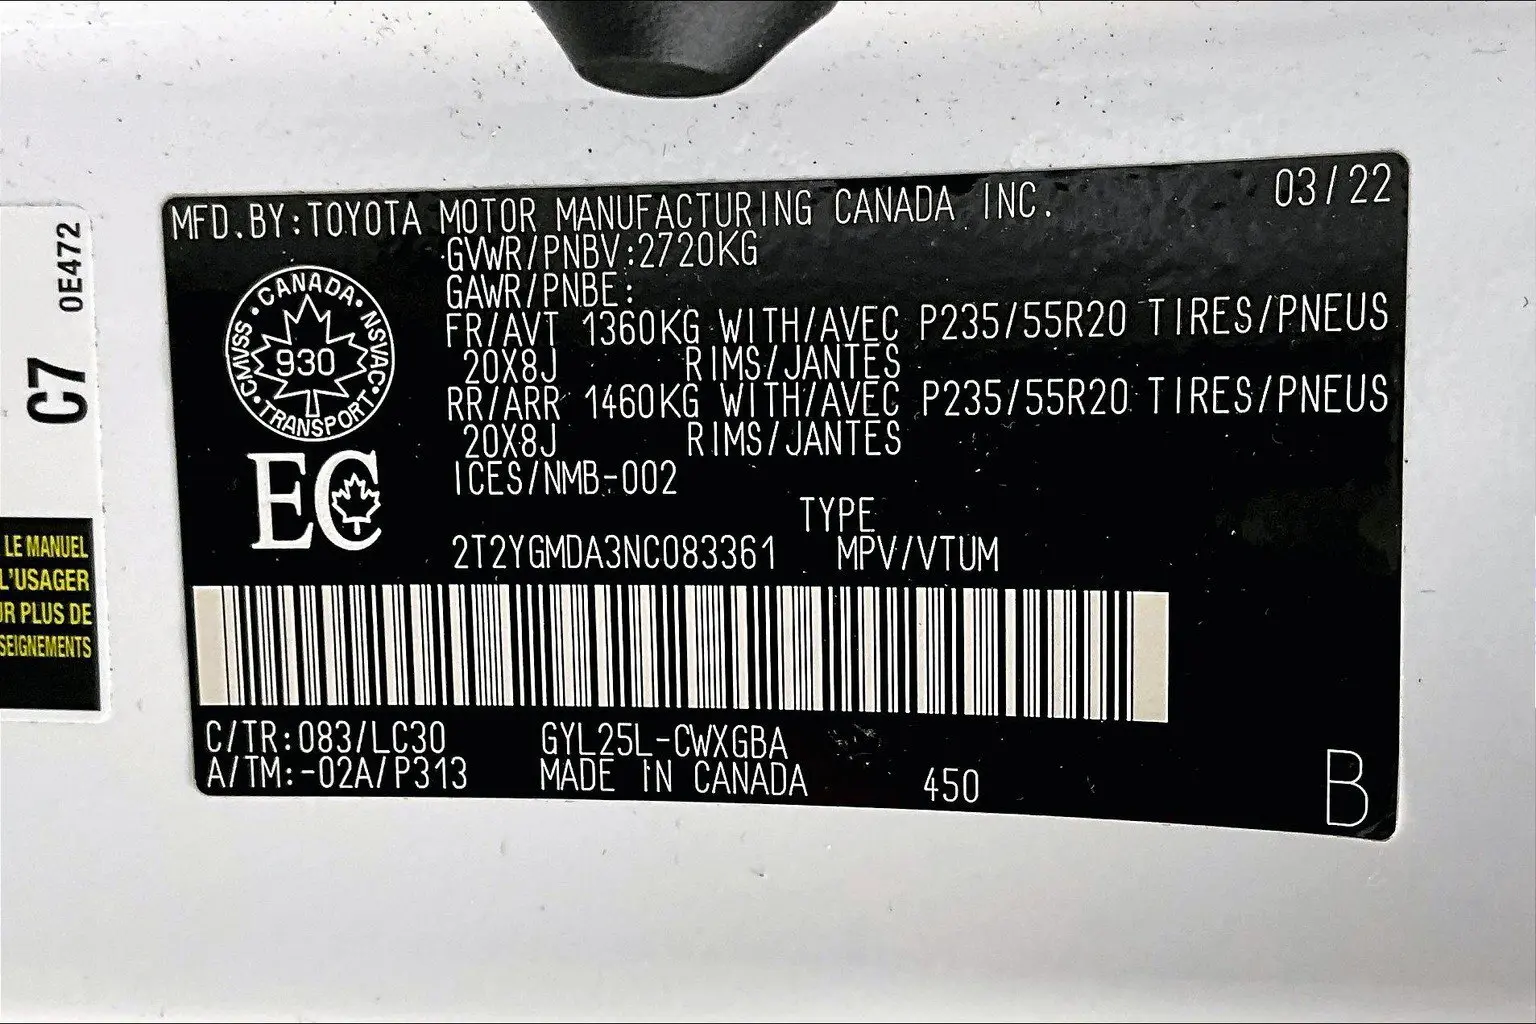 MFD.BY:TOYOTA MOTOR MANUFACTURING CANADA INC. 03/22
GVWR/PNBV:2720KG
GAWR/PNBE:
FR/AVT 1360KG WITH/AVEC P235/55R20 TIRES/PNEUS
20X8J RIMS/JANTES
RR/ARR 1460KG WITH/AVEC P235/55R20 TIRES/PNEUS
20X8J RIMS/JANTES
ICES/NMB-002
TYPE
2T2YGMDA3NC083361 MPV/VTUM
C/TR:083/LC30 GYL25L-CWXGBA
A/TM:-02A/P313 MADE IN CANADA 450
B
CANADA
CMVSS
930
NSVAC
TRANSPORT
EC
C7 0E472
LE MANUEL
L'USAGER
PLUS DE